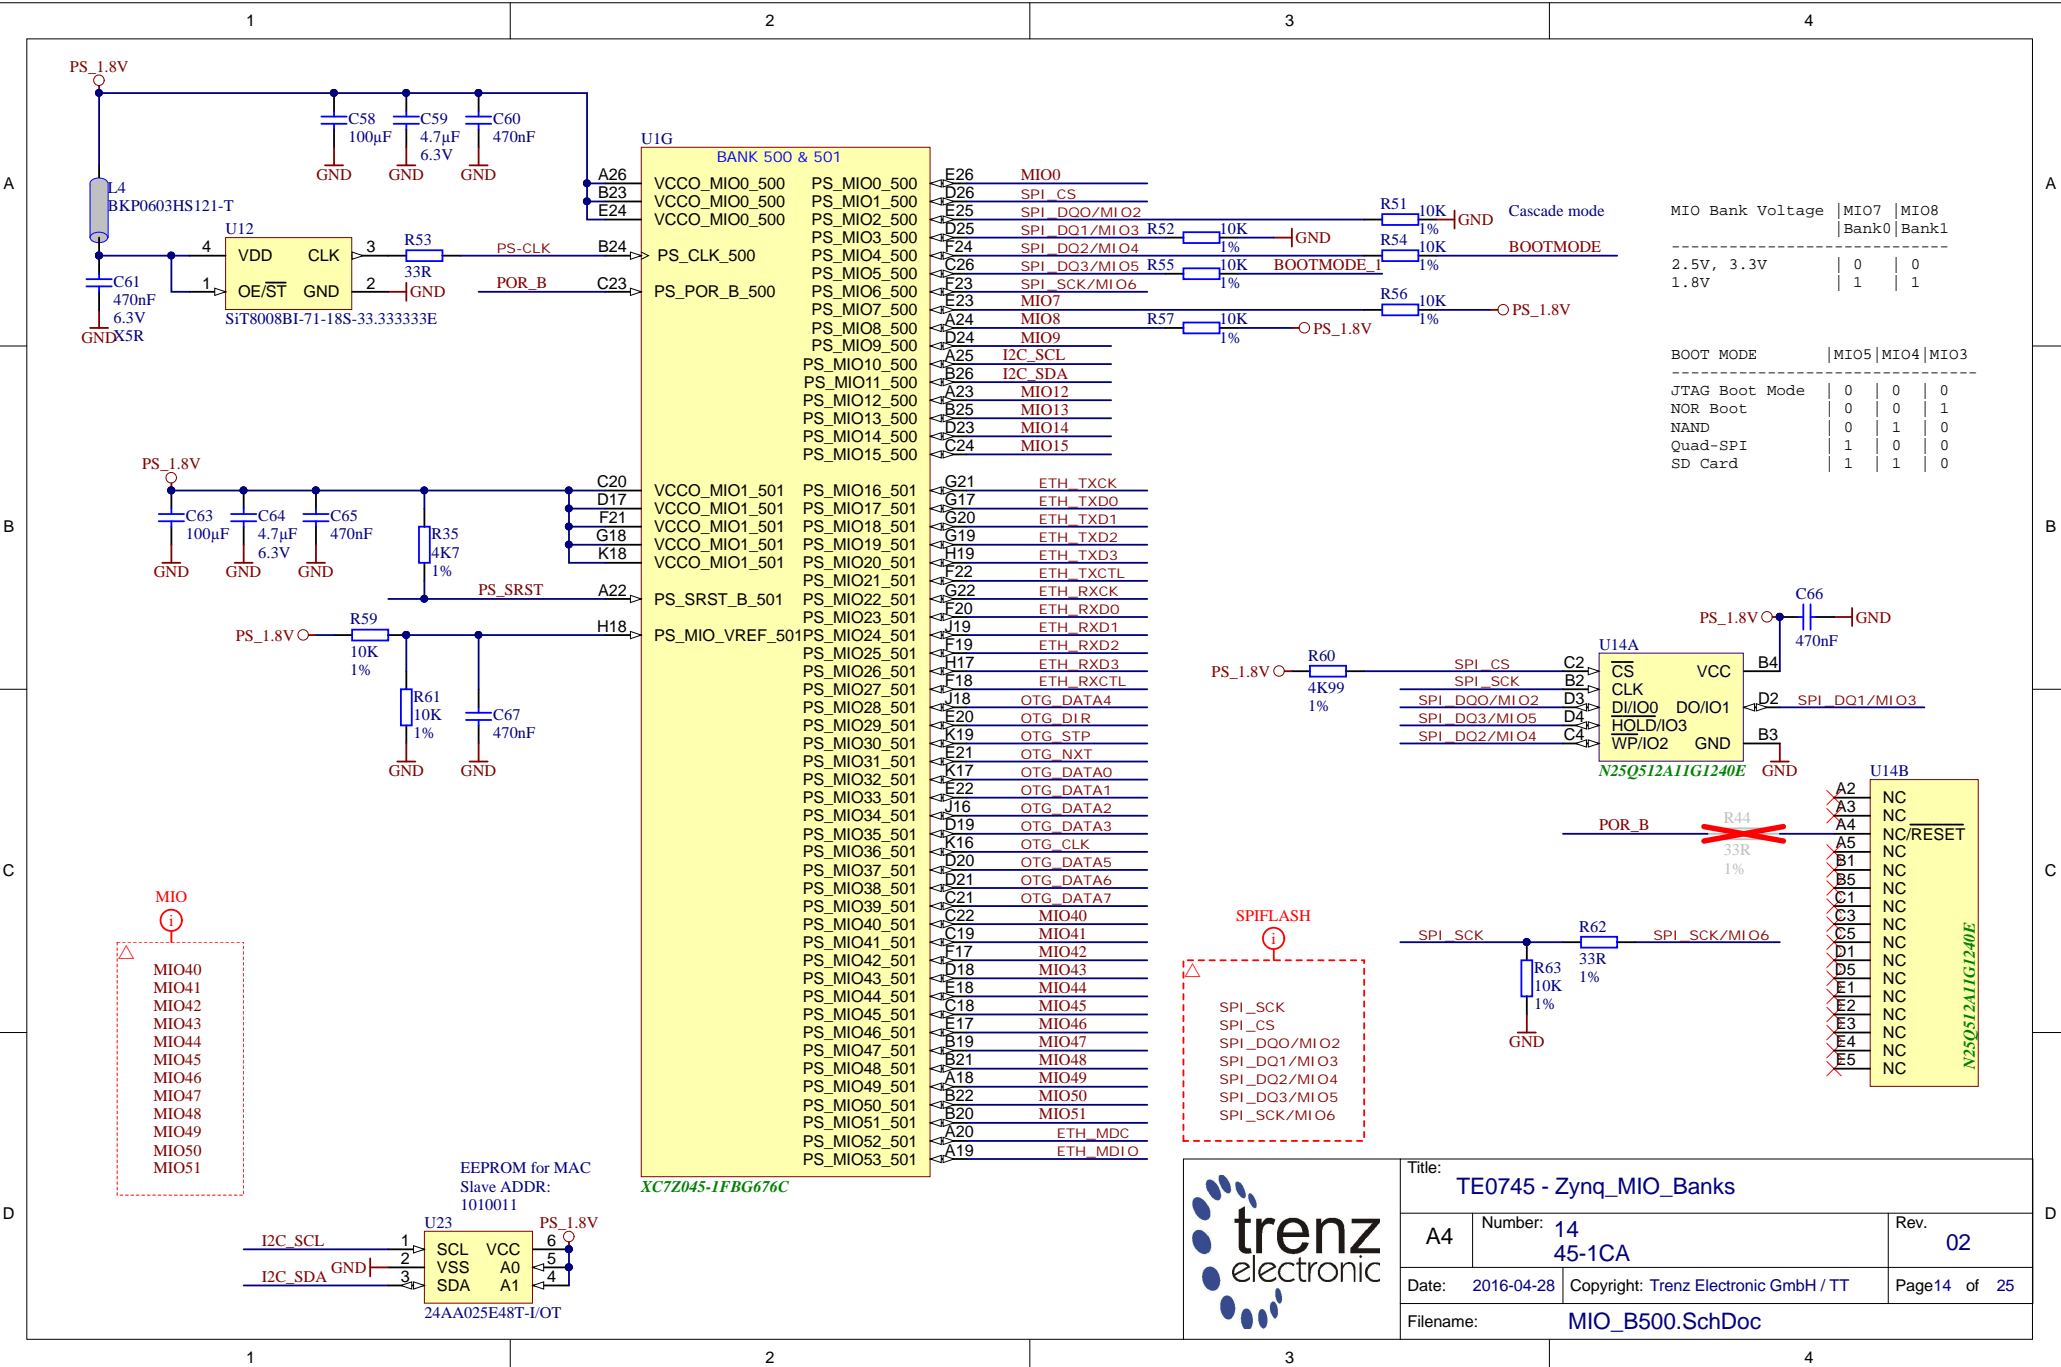 1 2 3 4
A
B
C
D
A
B
C
D
1 2 3 4
PS_1.8V
C58
100µF
GND
C59
4.7µF
6.3V
GND
C60
470nF
GND
L4
BKP0603HS121-T
C61
470nF
6.3V
X5R
GND
U12
4 VDD CLK 3
1 OE/ST GND 2
GND
SiT8008BI-71-18S-33.333333E
R53
33R
PS-CLK
POR_B
U1G
BANK 500 & 501
A26 VCCO_MIO0_500
B23 VCCO_MIO0_500
E24 VCCO_MIO0_500
B24 PS_CLK_500
C23 PS_POR_B_500
C20 VCCO_MIO1_501
D17 VCCO_MIO1_501
F21 VCCO_MIO1_501
G18 VCCO_MIO1_501
K18 VCCO_MIO1_501
A22 PS_SRST_B_501
H18 PS_MIO_VREF_501
PS_MIO0_500 E26 MIO0
PS_MIO1_500 D26 SPI_CS
PS_MIO2_500 E25 SPI_DQ0/MIO2
PS_MIO3_500 D25 SPI_DQ1/MIO3
PS_MIO4_500 F24 SPI_DQ2/MIO4
PS_MIO5_500 C26 SPI_DQ3/MIO5
PS_MIO6_500 F23 SPI_SCK/MIO6
PS_MIO7_500 E23 MIO7
PS_MIO8_500 A24 MIO8
PS_MIO9_500 D24 MIO9
PS_MIO10_500 A25 I2C_SCL
PS_MIO11_500 B26 I2C_SDA
PS_MIO12_500 A23 MIO12
PS_MIO13_500 B25 MIO13
PS_MIO14_500 D23 MIO14
PS_MIO15_500 C24 MIO15
PS_MIO16_501 G21 ETH_TXCK
PS_MIO17_501 G17 ETH_TXD0
PS_MIO18_501 G20 ETH_TXD1
PS_MIO19_501 G19 ETH_TXD2
PS_MIO20_501 H19 ETH_TXD3
PS_MIO21_501 F22 ETH_TXCTL
PS_MIO22_501 G22 ETH_RXCK
PS_MIO23_501 F20 ETH_RXD0
PS_MIO24_501 J19 ETH_RXD1
PS_MIO25_501 F19 ETH_RXD2
PS_MIO26_501 H17 ETH_RXD3
PS_MIO27_501 F18 ETH_RXCTL
PS_MIO28_501 J18 OTG_DATA4
PS_MIO29_501 E20 OTG_DIR
PS_MIO30_501 K19 OTG_STP
PS_MIO31_501 E21 OTG_NXT
PS_MIO32_501 K17 OTG_DATA0
PS_MIO33_501 E22 OTG_DATA1
PS_MIO34_501 J16 OTG_DATA2
PS_MIO35_501 D19 OTG_DATA3
PS_MIO36_501 K16 OTG_CLK
PS_MIO37_501 D20 OTG_DATA5
PS_MIO38_501 D21 OTG_DATA6
PS_MIO39_501 C21 OTG_DATA7
PS_MIO40_501 C22 MIO40
PS_MIO41_501 C19 MIO41
PS_MIO42_501 F17 MIO42
PS_MIO43_501 D18 MIO43
PS_MIO44_501 E18 MIO44
PS_MIO45_501 C18 MIO45
PS_MIO46_501 E17 MIO46
PS_MIO47_501 B19 MIO47
PS_MIO48_501 B21 MIO48
PS_MIO49_501 A18 MIO49
PS_MIO50_501 B22 MIO50
PS_MIO51_501 B20 MIO51
PS_MIO52_501 A20 ETH_MDC
PS_MIO53_501 A19 ETH_MDIO
XC7Z045-1FBG676C
R51 10K
1%
GND
Cascade mode
R52 10K
1%
GND
R54 10K
1%
BOOTMODE
R55 10K
1%
BOOTMODE_1
R56 10K
1%
PS_1.8V
R57 10K
1%
PS_1.8V
MIO Bank Voltage |MIO7 |MIO8
|Bank0|Bank1
-----------------------------
2.5V, 3.3V | 0 | 0
1.8V | 1 | 1
BOOT MODE |MIO5|MIO4|MIO3
--------------------------------
JTAG Boot Mode | 0 | 0 | 0
NOR Boot | 0 | 0 | 1
NAND | 0 | 1 | 0
Quad-SPI | 1 | 0 | 0
SD Card | 1 | 1 | 0
PS_1.8V
C63
100µF
GND
C64
4.7µF
6.3V
GND
C65
470nF
GND
R35
4K7
1%
PS_SRST
PS_1.8V
R59
10K
1%
R61
10K
1%
GND
C67
470nF
GND
C66
470nF
PS_1.8V
GND
PS_1.8V
R60
4K99
1%
U14A
SPI_CS C2 CS VCC B4
SPI_SCK B2 CLK
SPI_DQ0/MIO2 D3 DI/IO0 DO/IO1 D2 SPI_DQ1/MIO3
SPI_DQ3/MIO5 D4 HOLD/IO3
SPI_DQ2/MIO4 C4 WP/IO2 GND B3
N25Q512A11G1240E GND
U14B
A2 NC
A3 NC
POR_B R44 A4 NC/RESET
33R
1%
A5 NC
B1 NC
B5 NC
C1 NC
C3 NC
C5 NC
D1 NC
D5 NC
E1 NC
E2 NC
E3 NC
E4 NC
E5 NC
N25Q512A11G1240E
SPI_SCK
R62
33R
1%
SPI_SCK/MIO6
R63
10K
1%
GND
MIO
i
MIO40
MIO41
MIO42
MIO43
MIO44
MIO45
MIO46
MIO47
MIO48
MIO49
MIO50
MIO51
SPIFLASH
i
SPI_SCK
SPI_CS
SPI_DQ0/MIO2
SPI_DQ1/MIO3
SPI_DQ2/MIO4
SPI_DQ3/MIO5
SPI_SCK/MIO6
EEPROM for MAC
Slave ADDR:
1010011
U23
PS_1.8V
I2C_SCL 1 SCL VCC 6
GND 2 VSS A0 5
I2C_SDA 3 SDA A1 4
24AA025E48T-I/OT
trenz
electronic
Title:
TE0745 - Zynq_MIO_Banks
A4
Number: 14
45-1CA
Rev.
02
Date: 2016-04-28
Copyright: Trenz Electronic GmbH / TT
Page14 of 25
Filename: MIO_B500.SchDoc